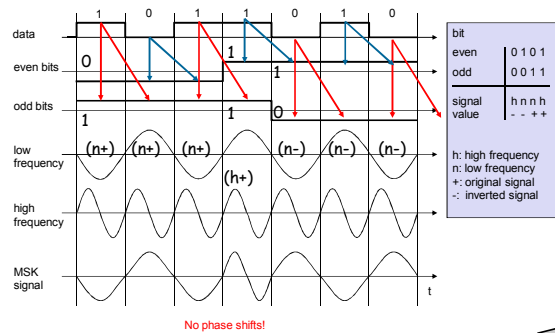 1 0 1 1 0 1 0
data
0 1
even bits 1
odd bits
1 1 0
low frequency (n+) (n+) (n+) (n-) (n-) (n-)
(h+)
high frequency
MSK signal
t
No phase shifts!
bit
even 0 1 0 1
odd 0 0 1 1
signal h n n h
value - - + +
h: high frequency
n: low frequency
+: original signal
-: inverted signal